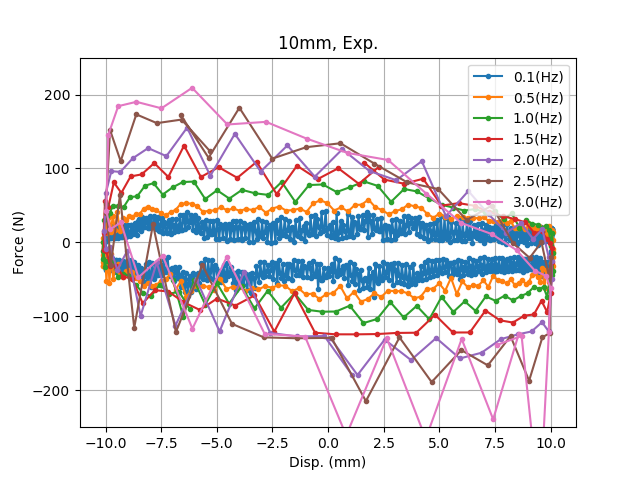 10mm, Exp.
Force (N)
200
100
0
−100
−200
−10.0 −7.5 −5.0 −2.5 0.0 2.5 5.0 7.5 10.0
Disp. (mm)
0.1(Hz)
0.5(Hz)
1.0(Hz)
1.5(Hz)
2.0(Hz)
2.5(Hz)
3.0(Hz)